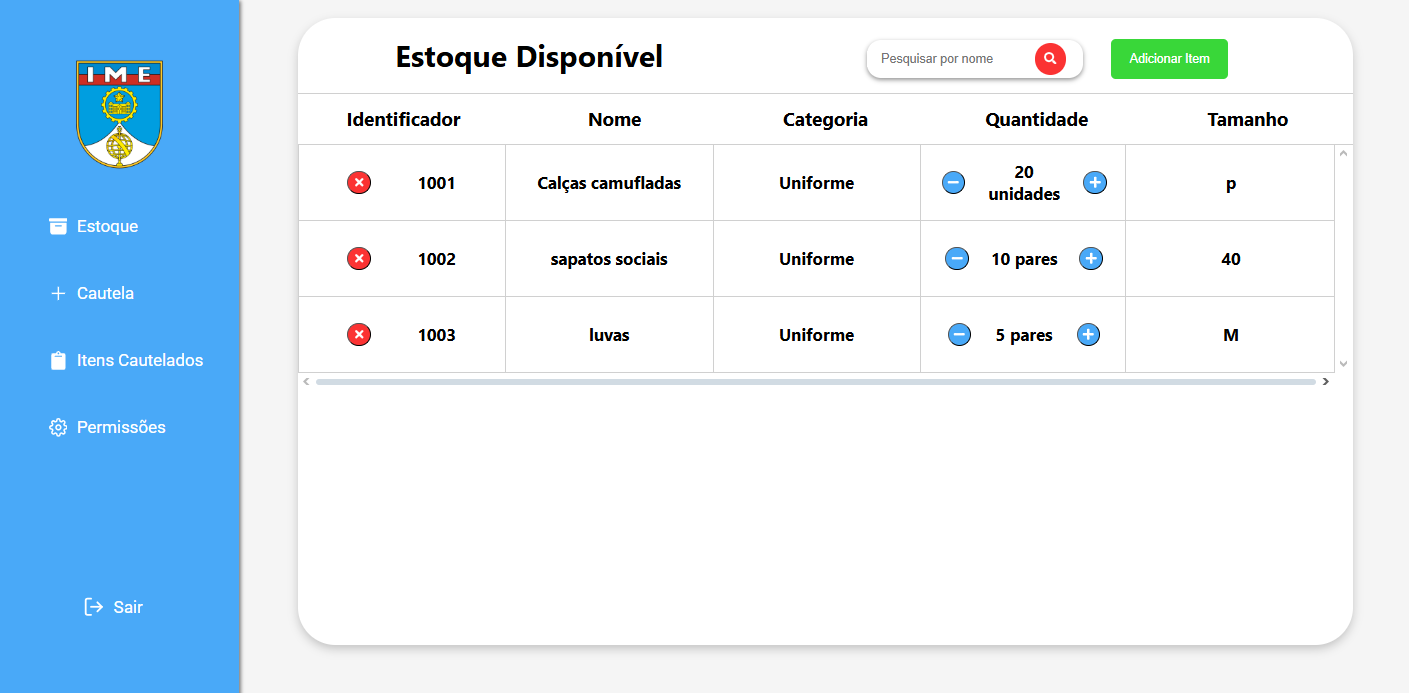 IME
Estoque
Cautela
Itens Cautelados
Permissões
Sair
Estoque Disponível
Pesquisar por nome
Adicionar Item
Identificador Nome Categoria Quantidade Tamanho
1001 Calças camufladas Uniforme 20 unidades p
1002 sapatos sociais Uniforme 10 pares 40
1003 luvas Uniforme 5 pares M